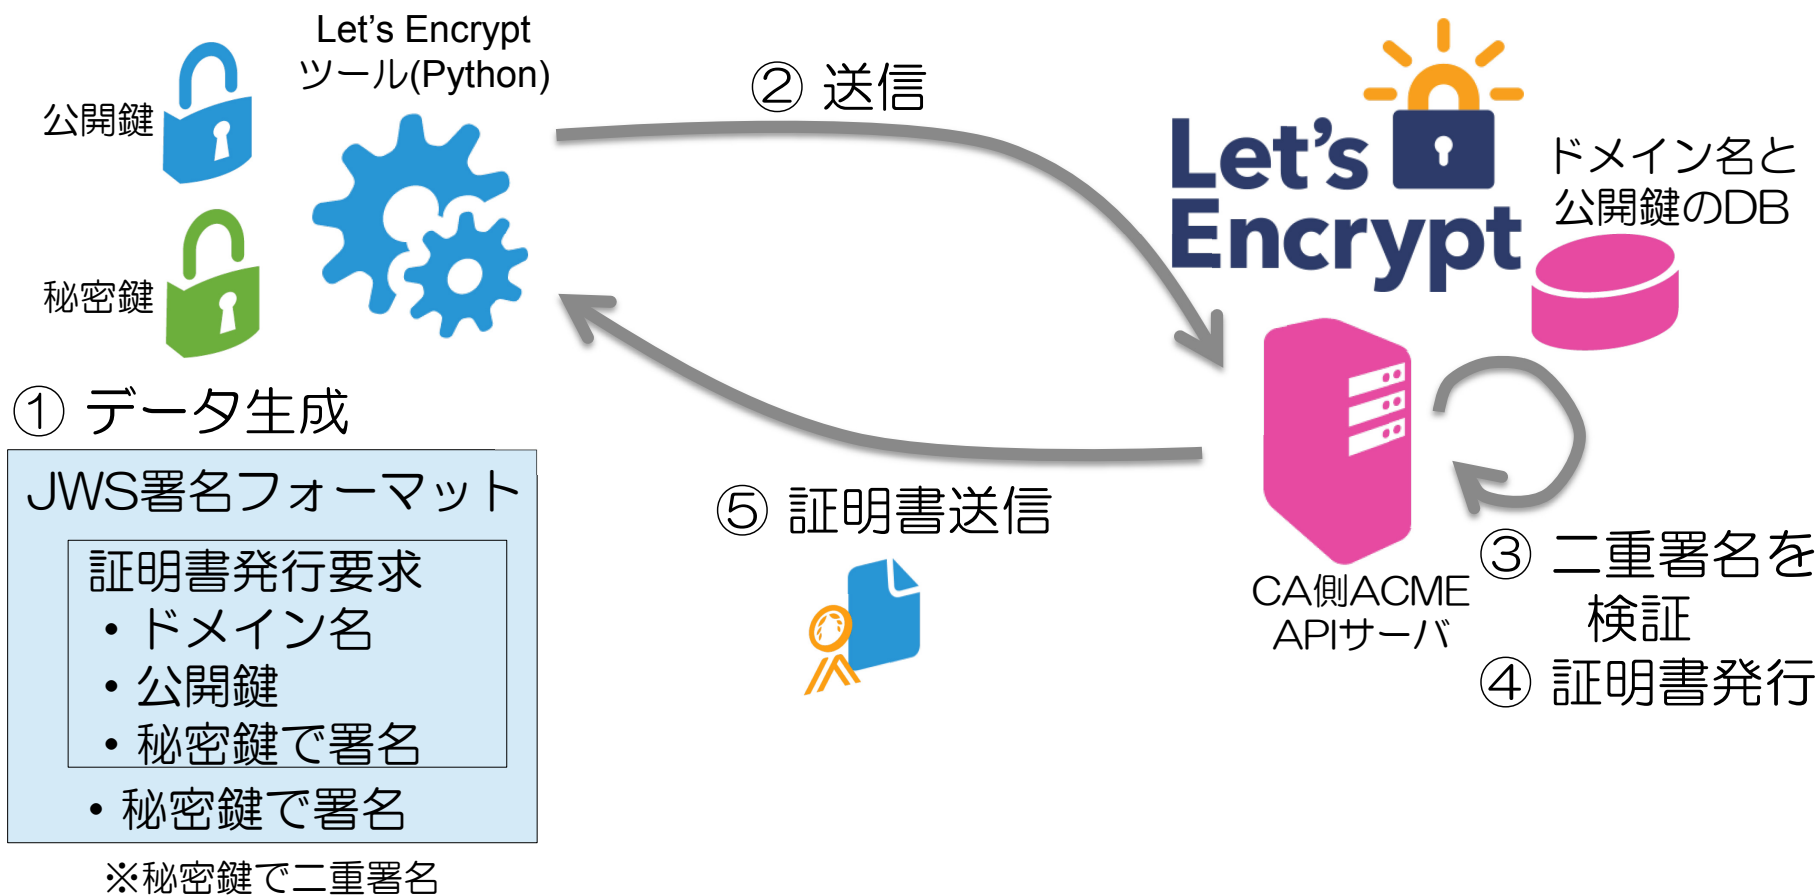 Let's Encrypt
ツール(Python)
公開鍵
秘密鍵
② 送信
Let's
Encrypt
ドメイン名と
公開鍵のDB
① データ生成
JWS署名フォーマット
証明書発行要求
・ドメイン名
・公開鍵
・秘密鍵で署名
・秘密鍵で署名
※秘密鍵で二重署名
⑤ 証明書送信
CA側ACME
APIサーバ
③ 二重署名を
検証
④ 証明書発行